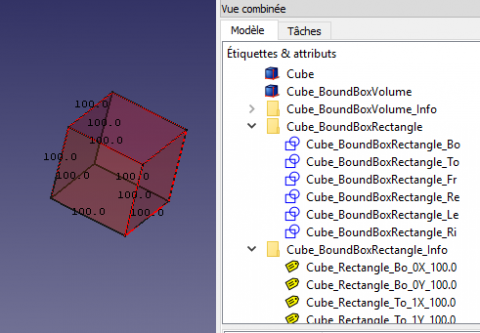 100.0
100.0
100.0
100.0
100.0
100.0
100.0
100.0
Vue combinée
Modèle Tâches
Étiquettes & attributs
Cube
Cube_BoundBoxVolume
Cube_BoundBoxVolume_Info
Cube_BoundBoxRectangle
Cube_BoundBoxRectangle_Bo
Cube_BoundBoxRectangle_To
Cube_BoundBoxRectangle_Fr
Cube_BoundBoxRectangle_Re
Cube_BoundBoxRectangle_Le
Cube_BoundBoxRectangle_Ri
Cube_BoundBoxRectangle_Info
Cube_Rectangle_Bo_0X_100.0
Cube_Rectangle_Bo_0Y_100.0
Cube_Rectangle_To_1X_100.0
Cube_Rectangle_To_1Y_100.0